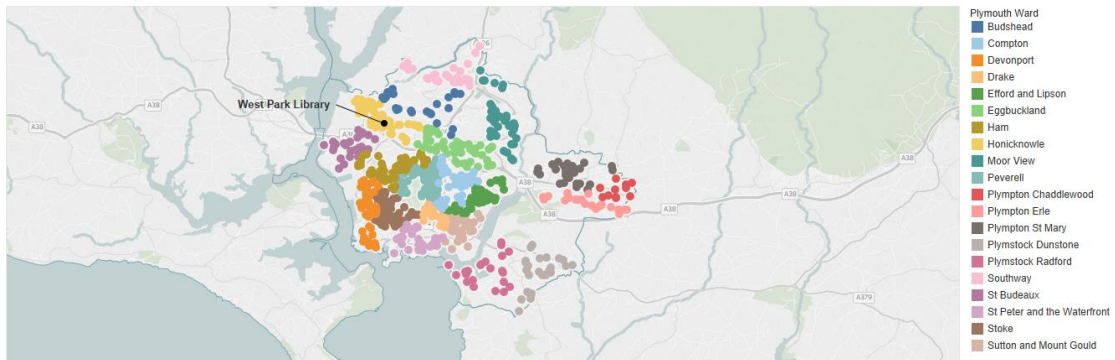 Plymouth Ward
Budshead
Compton
Devonport
Drake
Efford and Lipson
Eggbuckland
Ham
Honicknowle
Moor View
Peverell
Plympton Chaddlewood
Plympton Erle
Plympton St Mary
Plymstock Dunstone
Plymstock Radford
Southway
St Budeaux
St Peter and the Waterfront
Stoke
Sutton and Mount Gould
West Park Library
A38
A38
A38
A38
A38
A38
A38
A379